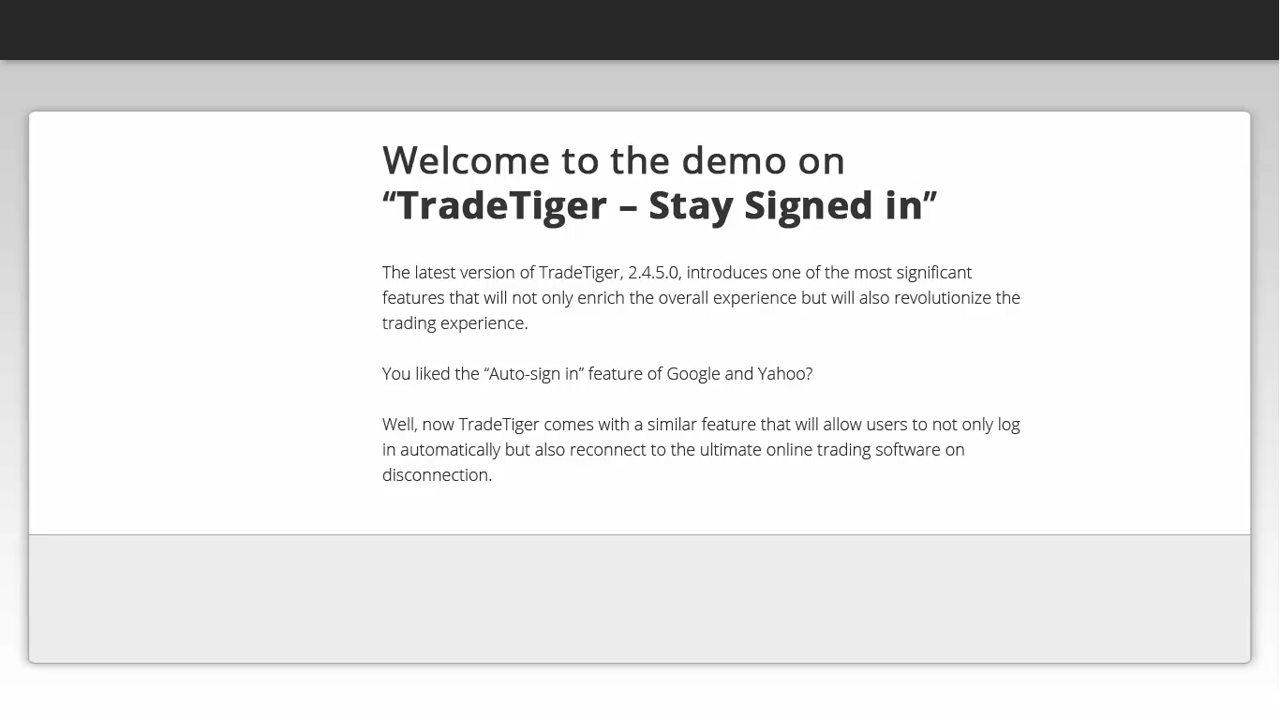 Welcome to the demo on
“TradeTiger – Stay Signed in”
The latest version of TradeTiger, 2.4.5.0, introduces one of the most significant
features that will not only enrich the overall experience but will also revolutionize the
trading experience.
You liked the “Auto-sign in” feature of Google and Yahoo?
Well, now TradeTiger comes with a similar feature that will allow users to not only log
in automatically but also reconnect to the ultimate online trading software on
disconnection.